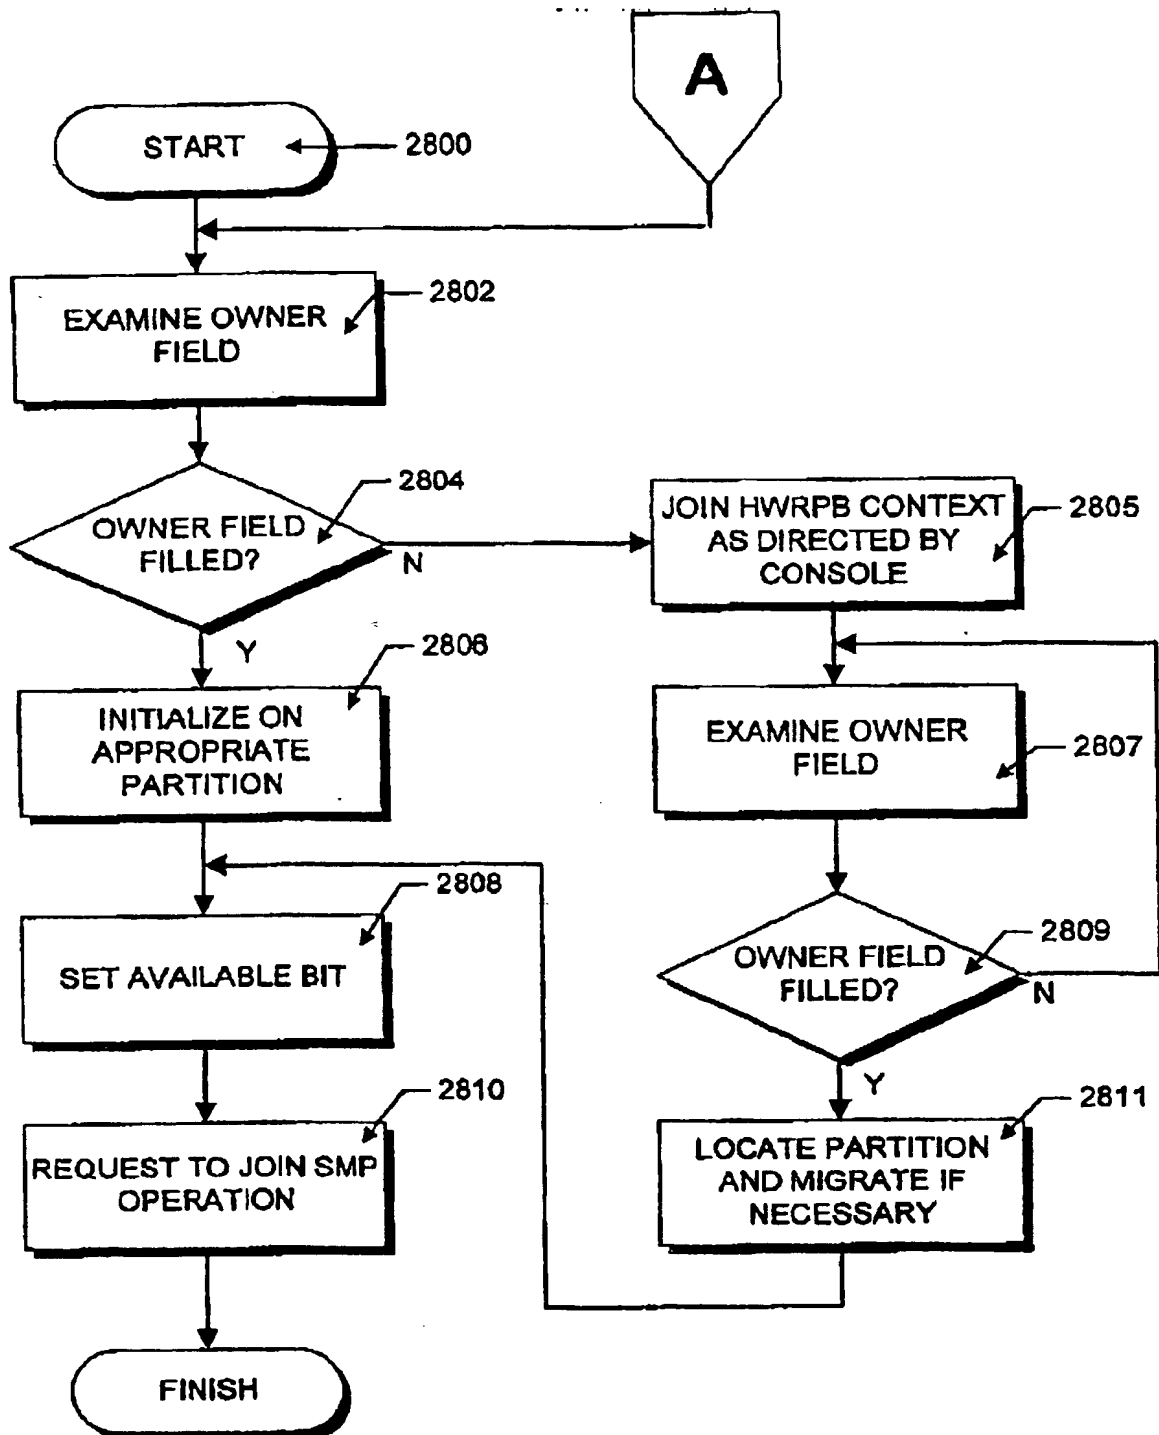 A
START
2800
2802
EXAMINE OWNER
FIELD
2804
OWNER FIELD
FILLED?
N
Y
JOIN HWRPB CONTEXT
AS DIRECTED BY
CONSOLE
2805
2806
INITIALIZE ON
APPROPRIATE
PARTITION
EXAMINE OWNER
FIELD
2807
2808
SET AVAILABLE BIT
2809
OWNER FIELD
FILLED?
N
Y
2810
REQUEST TO JOIN SMP
OPERATION
2811
LOCATE PARTITION
AND MIGRATE IF
NECESSARY
FINISH